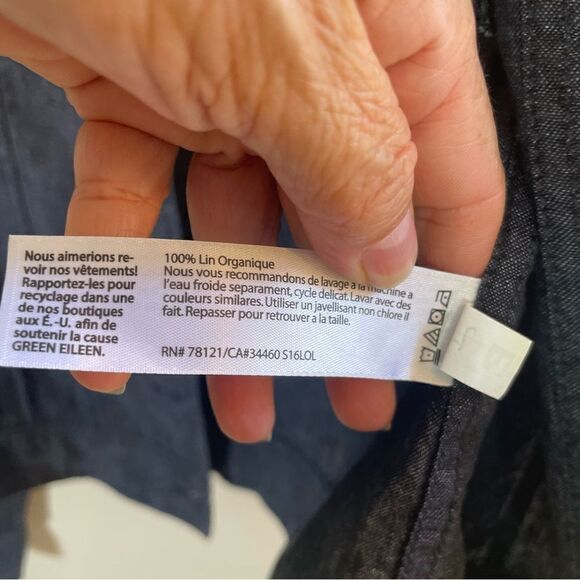 Nous aimerions re-
voir nos vêtements!
Rapportez-les pour
recyclage dans une
de nos boutiques
aux É.-U. afin de
soutenir la cause
GREEN EILEEN.
100% Lin Organique
Nous vous recommandons de lavage à la machine a
l'eau froide separament, cycle delicat. Laver avec des
couleurs similares. Utiliser un javellisant non chlore il
fait. Repasser pour retrouver à la taille.
RN# 78121/CA#34460 S16LOL